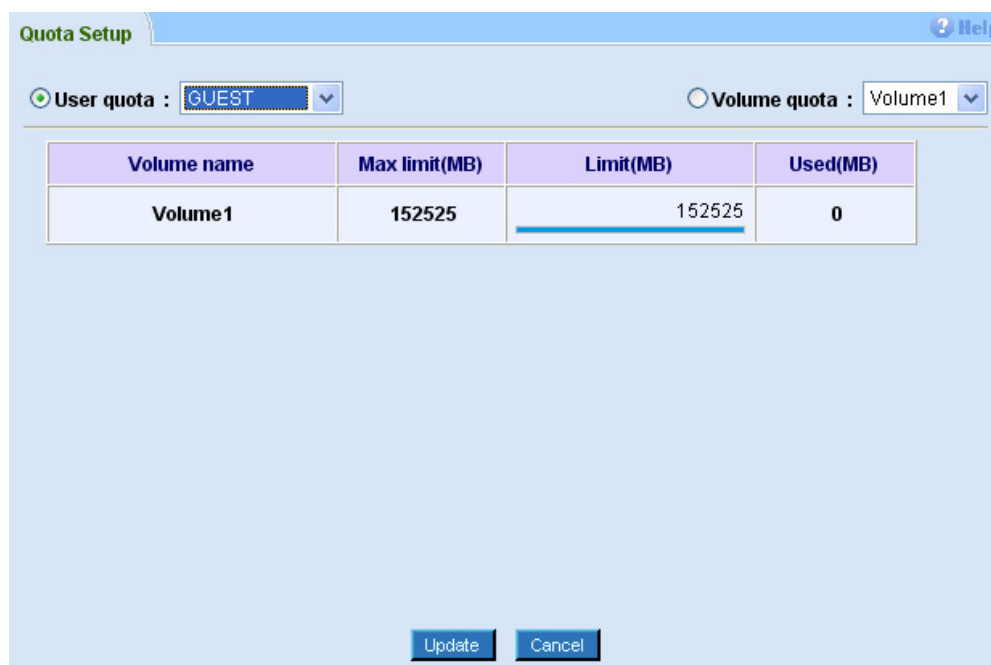 Quota Setup
Help
User quota : GUEST
Volume quota : Volume1
Volume name Max limit(MB) Limit(MB) Used(MB)
Volume1 152525 152525 0
Update Cancel